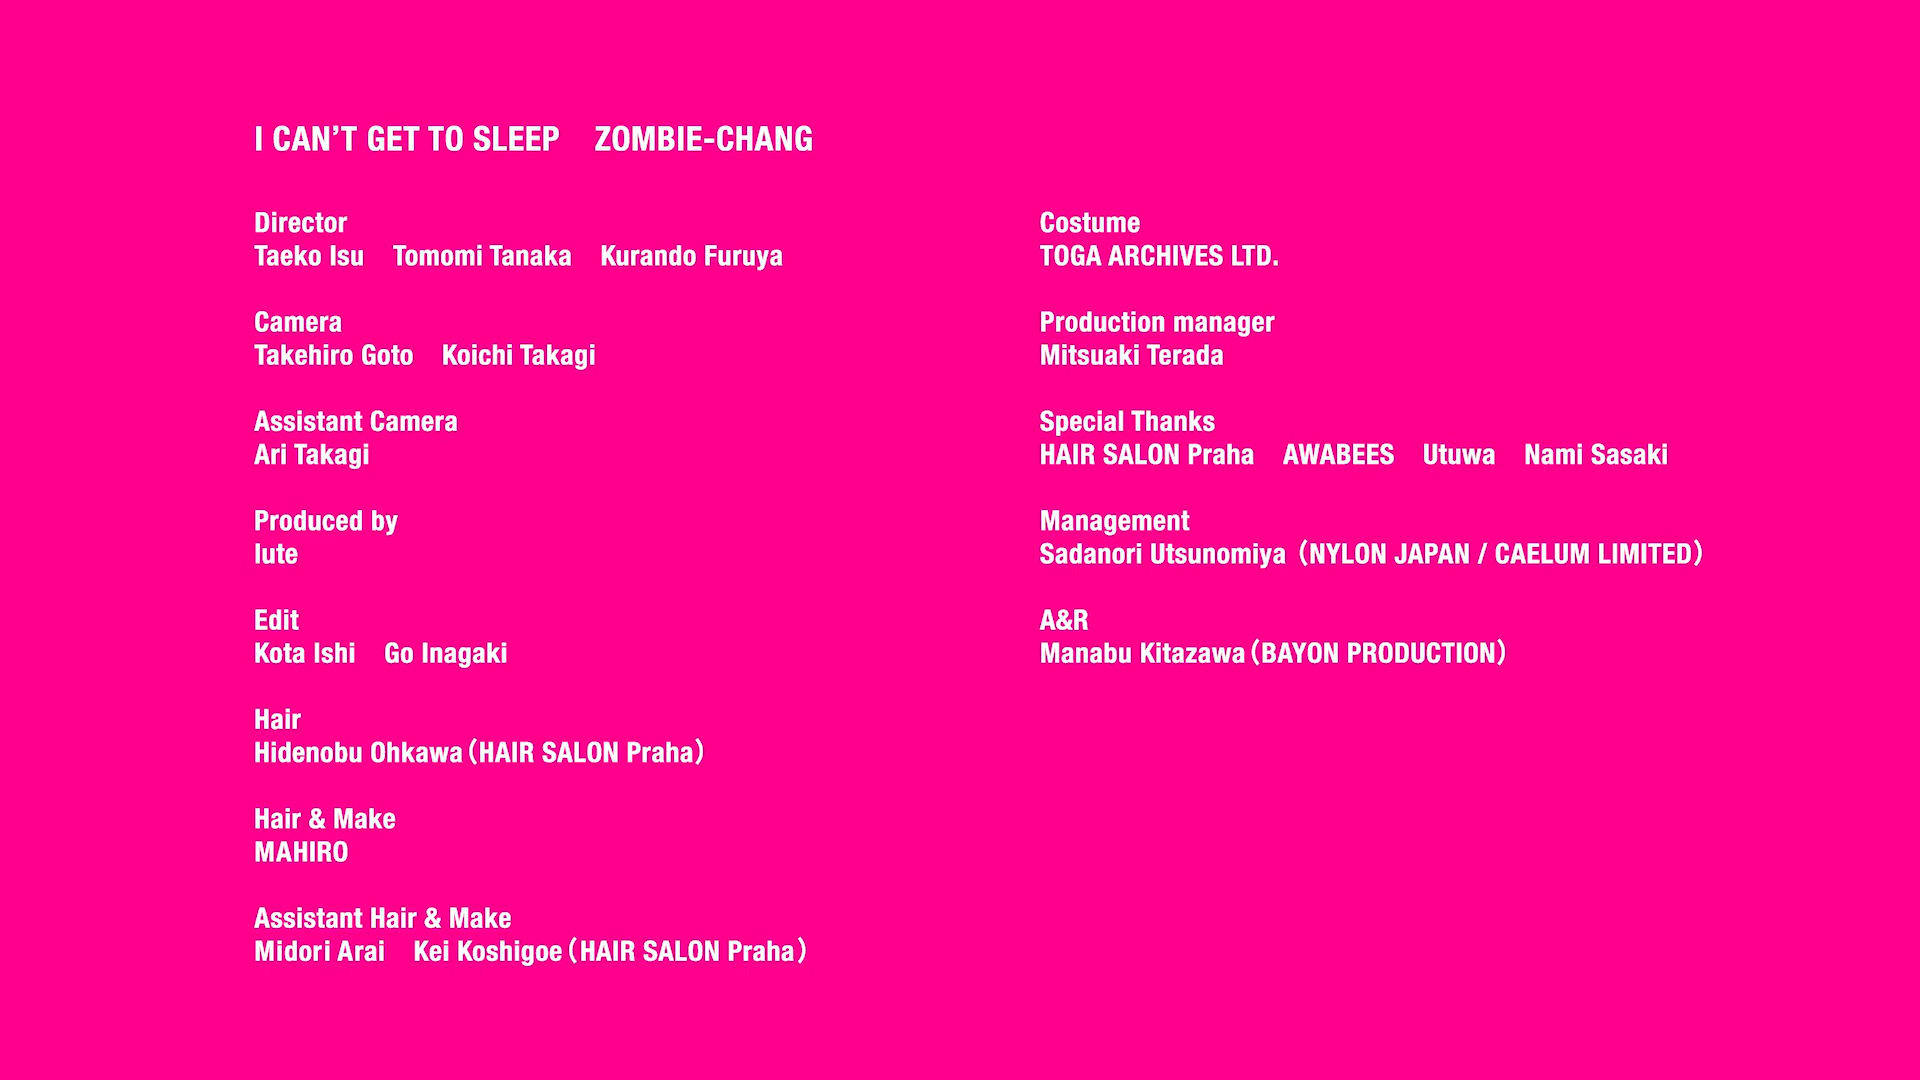 I CAN’T GET TO SLEEP　ZOMBIE-CHANG
Director
Taeko Isu　Tomomi Tanaka　Kurando Furuya
Camera
Takehiro Goto　Koichi Takagi
Assistant Camera
Ari Takagi
Produced by
lute
Edit
Kota Ishi　Go Inagaki
Hair
Hidenobu Ohkawa（HAIR SALON Praha）
Hair & Make
MAHIRO
Assistant Hair & Make
Midori Arai　Kei Koshigoe（HAIR SALON Praha）
Costume
TOGA ARCHIVES LTD.
Production manager
Mitsuaki Terada
Special Thanks
HAIR SALON Praha　AWABEES　Utuwa　Nami Sasaki
Management
Sadanori Utsunomiya（NYLON JAPAN / CAELUM LIMITED）
A&R
Manabu Kitazawa（BAYON PRODUCTION）